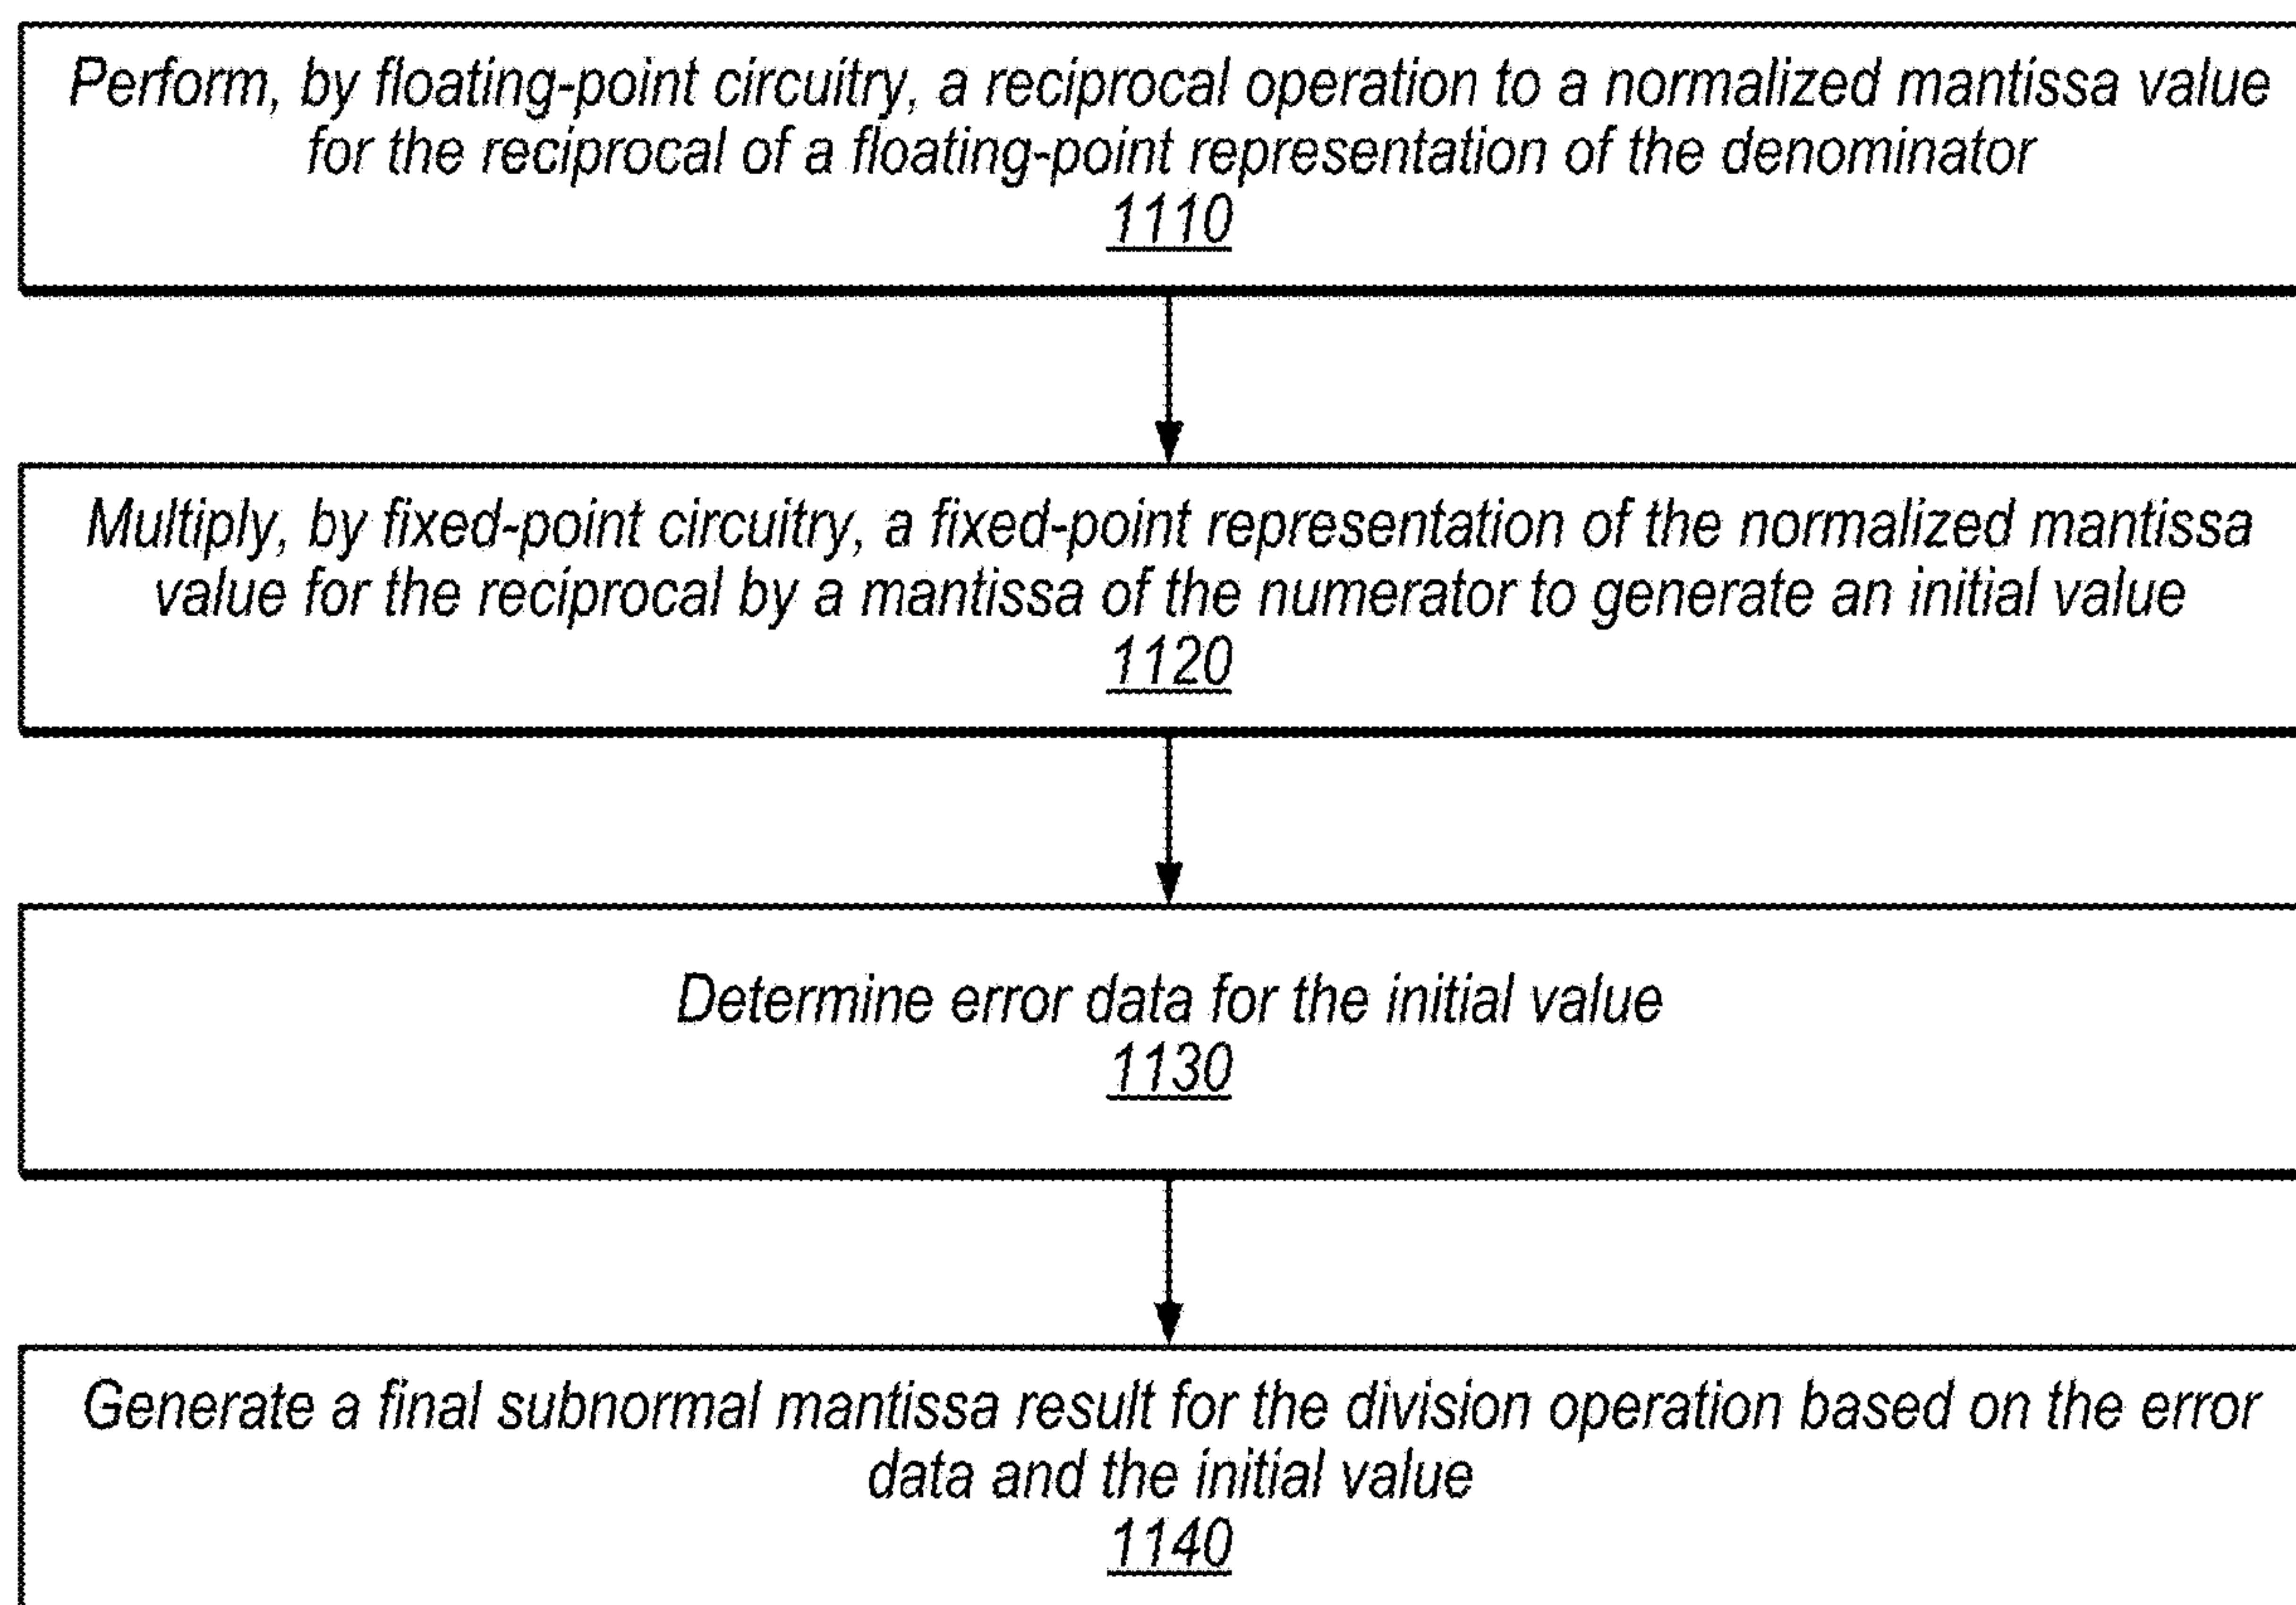 Perform, by floating-point circuitry, a reciprocal operation to a normalized mantissa value
for the reciprocal of a floating-point representation of the denominator
1110
Multiply, by fixed-point circuitry, a fixed-point representation of the normalized mantissa
value for the reciprocal by a mantissa of the numerator to generate an initial value
1120
Determine error data for the initial value
1130
Generate a final subnormal mantissa result for the division operation based on the error
data and the initial value
1140